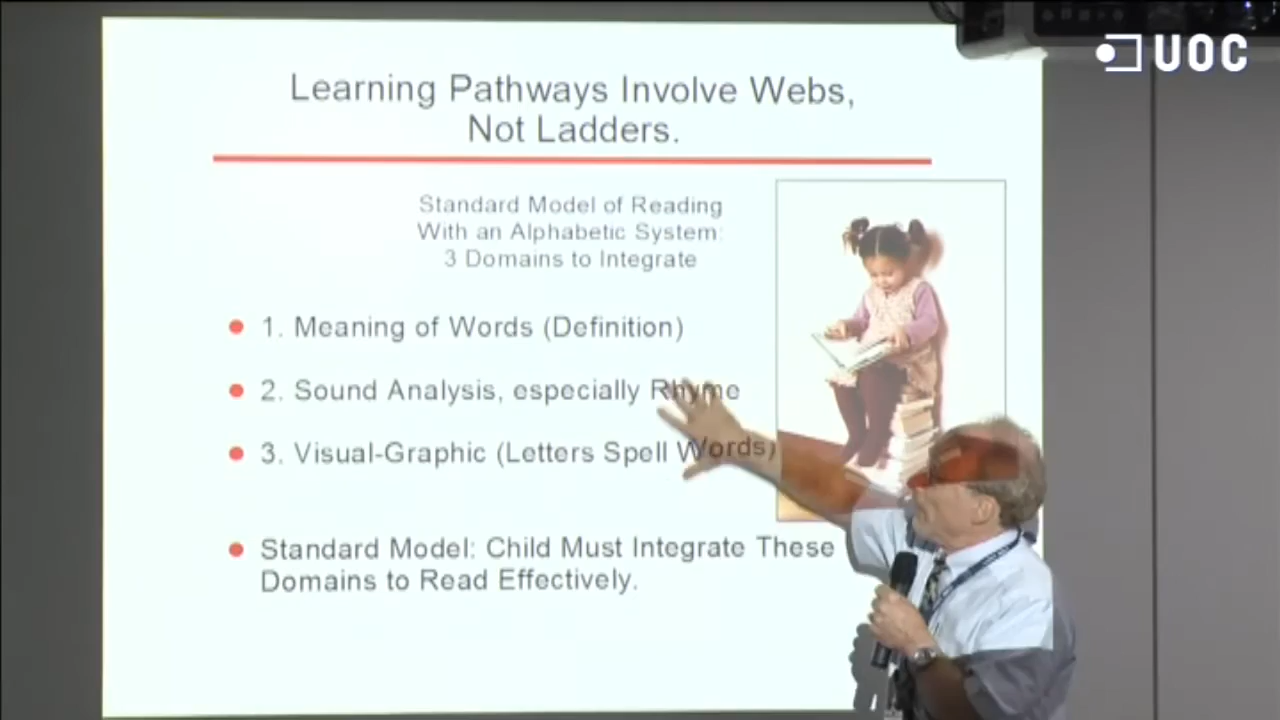 UOC
Learning Pathways Involve Webs,
Not Ladders.
Standard Model of Reading
With an Alphabetic System:
3 Domains to Integrate
1. Meaning of Words (Definition)
2. Sound Analysis, especially Rhyme
3. Visual-Graphic (Letters Spell Words)
Standard Model: Child Must Integrate These
Domains to Read Effectively.